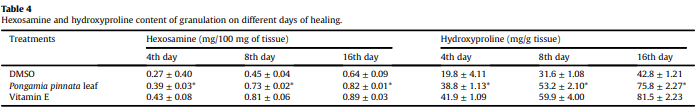 Table 4
Hexosamine and hydroxyproline content of granulation on different days of healing.
Treatments Hexosamine (mg/100 mg of tissue) Hydroxyproline (mg/g tissue)
4th day 8th day 16th day 4th day 8th day 16th day
DMSO 0.27 ± 0.40 0.45 ± 0.04 0.64 ± 0.09 19.8 ± 4.11 31.6 ± 1.08 42.8 ± 1.21
Pongamia pinnata leaf 0.39 ± 0.03* 0.73 ± 0.02* 0.82 ± 0.01* 38.8 ± 1.13* 53.2 ± 2.10* 75.8 ± 2.27*
Vitamin E 0.43 ± 0.08 0.81 ± 0.06 0.89 ± 0.03 41.9 ± 1.09 59.9 ± 4.00 81.5 ± 2.23